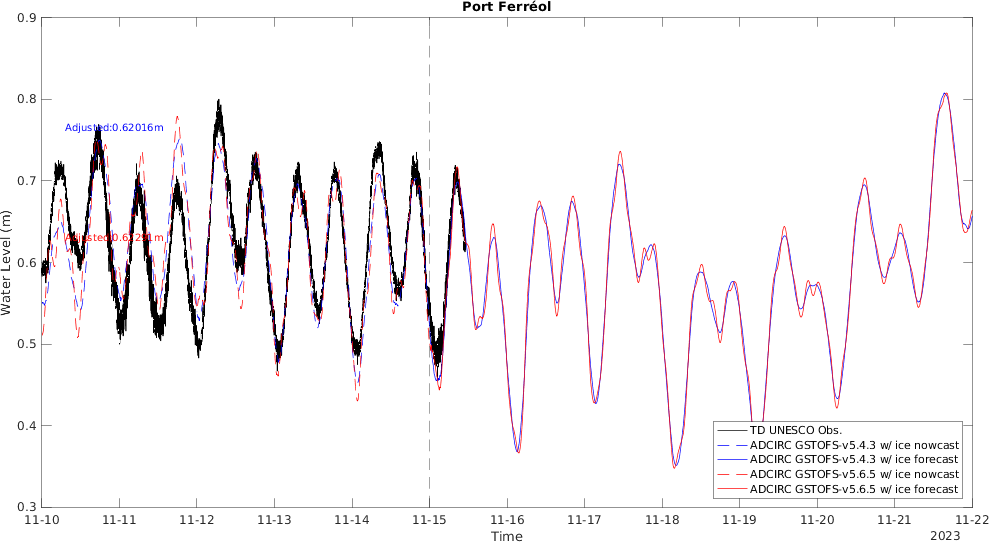 Port Ferréol
0.9
0.8
0.7
0.6
0.5
0.4
0.3
Water Level (m)
Adjusted:0.62016m
TD UNESCO Obs.
ADCIRC GSTOFS-v5.4.3 w/ ice nowcast
ADCIRC GSTOFS-v5.4.3 w/ ice forecast
ADCIRC GSTOFS-v5.6.5 w/ ice nowcast
ADCIRC GSTOFS-v5.6.5 w/ ice forecast
11-10
11-11
11-12
11-13
11-14
11-15
11-16
11-17
11-18
11-19
11-20
11-21
11-22
Time
2023